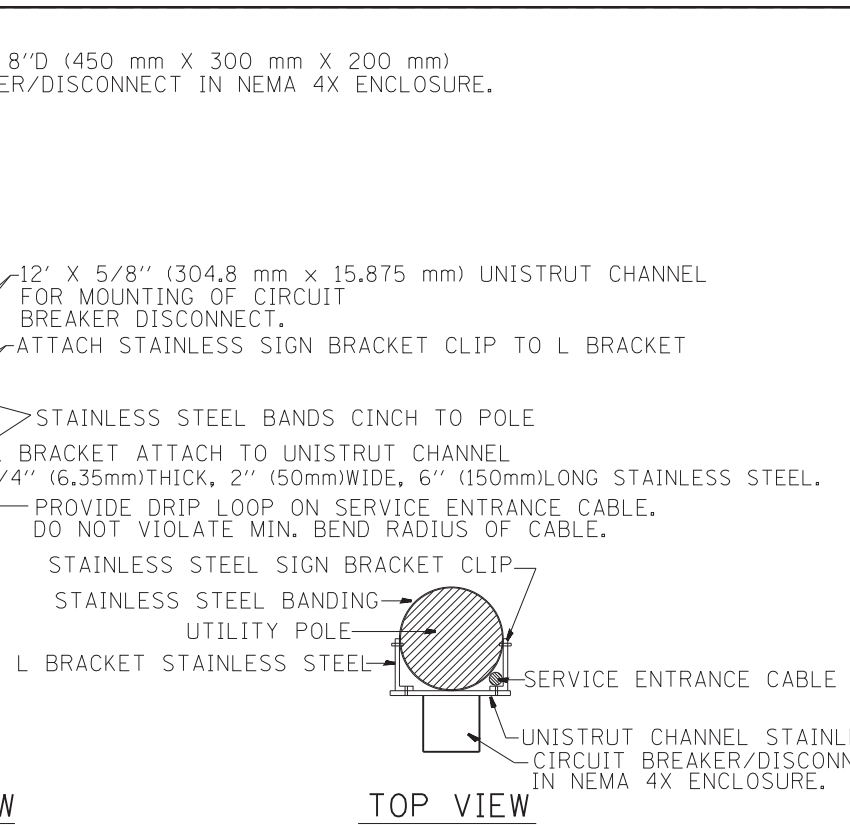 8''D (450 mm X 300 mm X 200 mm)
ER/DISCONNECT IN NEMA 4X ENCLOSURE.
12' X 5/8'' (304.8 mm x 15.875 mm) UNISTRUT CHANNEL
FOR MOUNTING OF CIRCUIT
BREAKER DISCONNECT.
ATTACH STAINLESS SIGN BRACKET CLIP TO L BRACKET
STAINLESS STEEL BANDS CINCH TO POLE
BRACKET ATTACH TO UNISTRUT CHANNEL
/4'' (6.35mm)THICK, 2'' (50mm)WIDE, 6'' (150mm)LONG STAINLESS STEEL.
PROVIDE DRIP LOOP ON SERVICE ENTRANCE CABLE.
DO NOT VIOLATE MIN. BEND RADIUS OF CABLE.
STAINLESS STEEL SIGN BRACKET CLIP
STAINLESS STEEL BANDING
UTILITY POLE
L BRACKET STAINLESS STEEL
SERVICE ENTRANCE CABLE
UNISTRUT CHANNEL STAINL
CIRCUIT BREAKER/DISCONN
IN NEMA 4X ENCLOSURE.
W
TOP VIEW